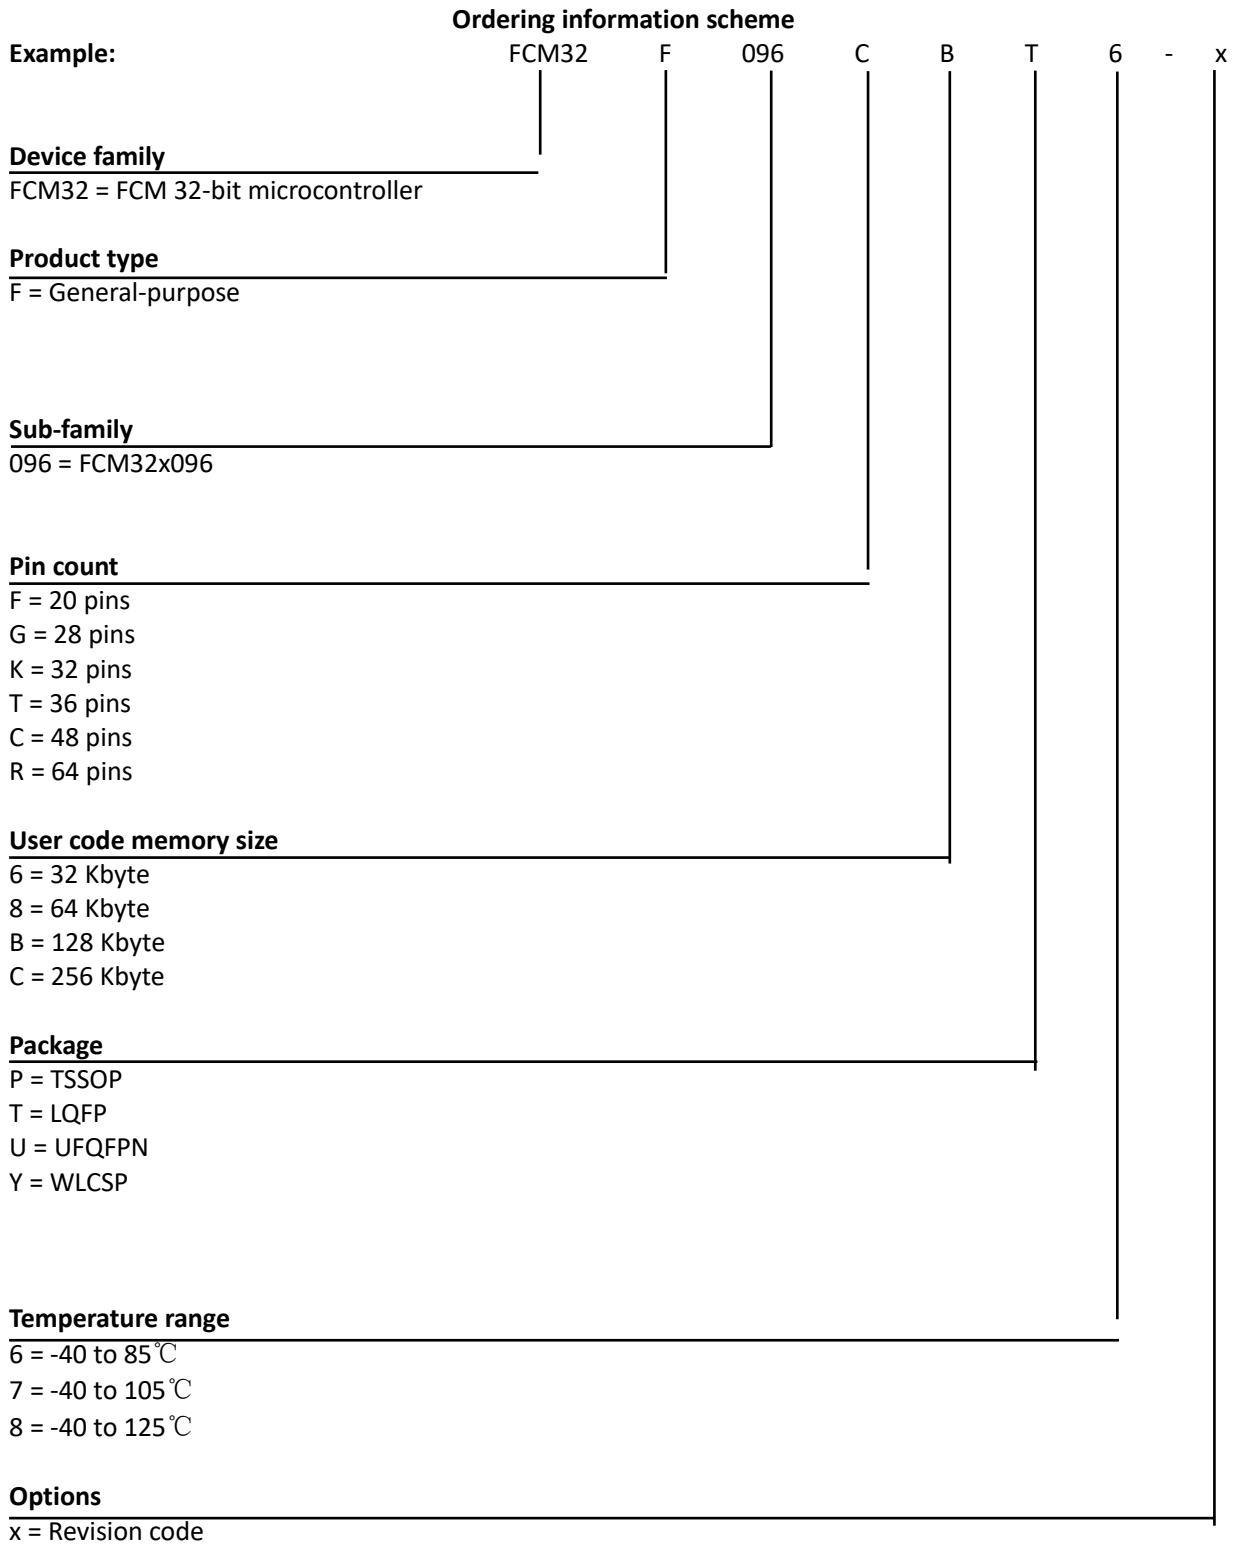 Ordering information scheme
Example: FCM32 F 096 C B T 6 - x
Device family
FCM32 = FCM 32-bit microcontroller
Product type
F = General-purpose
Sub-family
096 = FCM32x096
Pin count
F = 20 pins
G = 28 pins
K = 32 pins
T = 36 pins
C = 48 pins
R = 64 pins
User code memory size
6 = 32 Kbyte
8 = 64 Kbyte
B = 128 Kbyte
C = 256 Kbyte
Package
P = TSSOP
T = LQFP
U = UFQFPN
Y = WLCSP
Temperature range
6 = -40 to 85℃
7 = -40 to 105℃
8 = -40 to 125℃
Options
x = Revision code